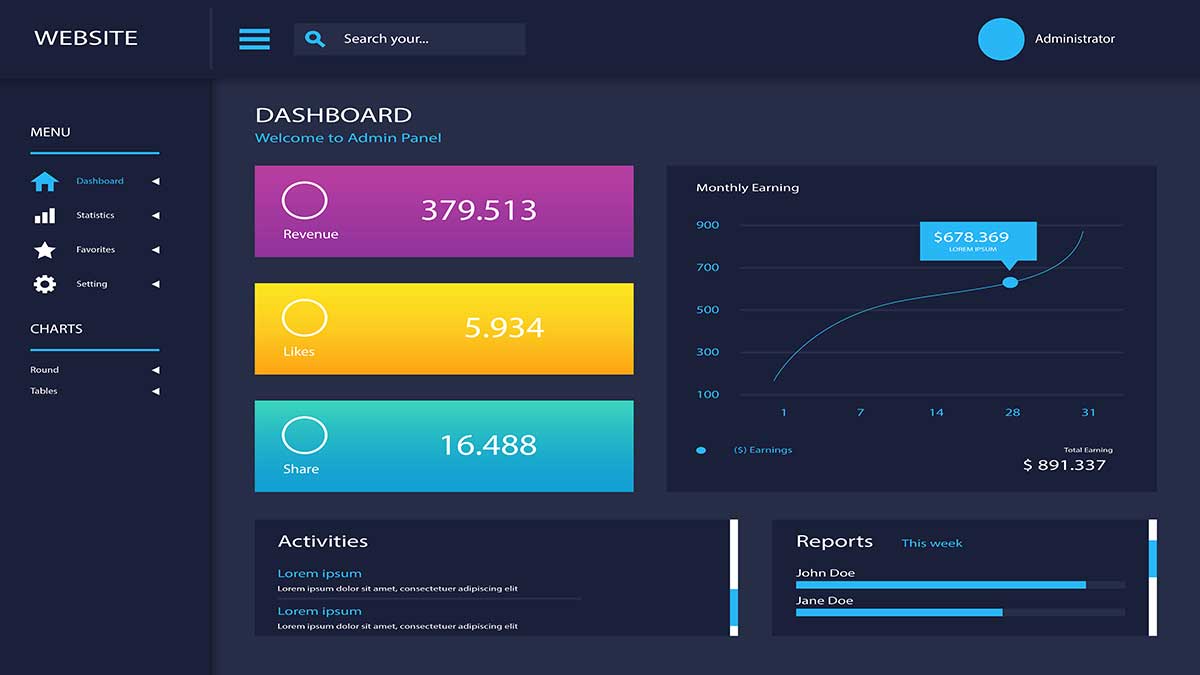 WEBSITE
Search your...
Administrator
MENU
Dashboard
Statistics
Favorites
Setting
CHARTS
Round
Tables
DASHBOARD
Welcome to Admin Panel
379.513
Revenue
5.934
Likes
16.488
Share
Monthly Earning
$678.369
LOREM IPSUM
900
700
500
300
100
1 7 14 28 31
($) Earnings
Total Earning
$ 891.337
Activities
Lorem ipsum
Lorem ipsum dolor sit amet, consectetuer adipiscing elit
Lorem ipsum
Lorem ipsum dolor sit amet, consectetuer adipiscing elit
Reports This week
John Doe
Jane Doe